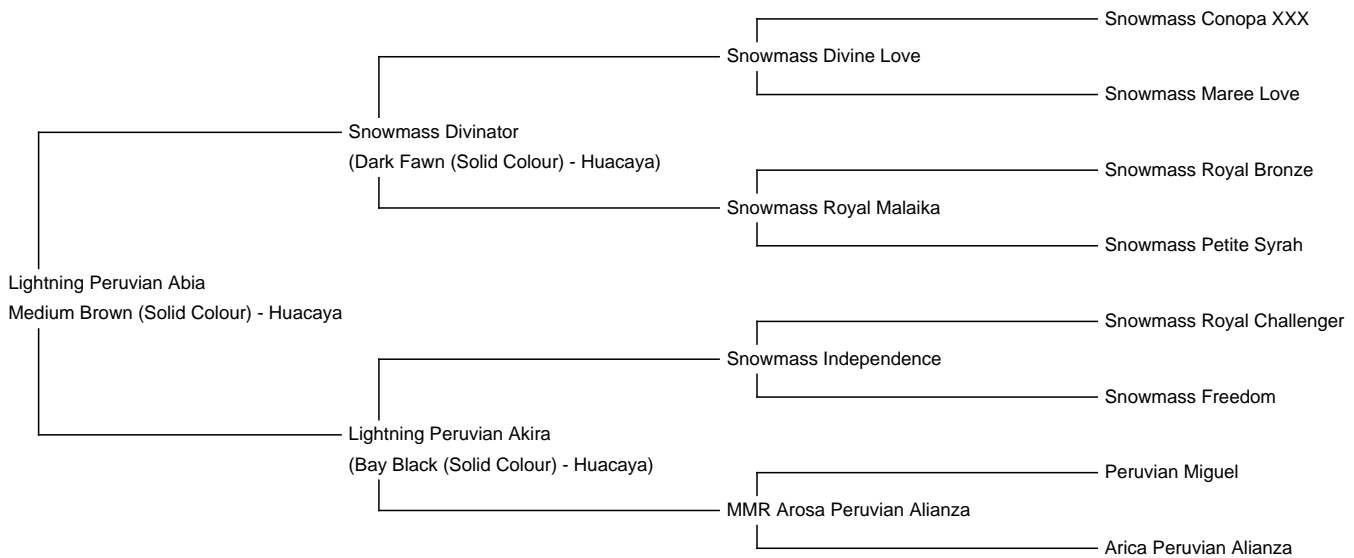 Snowmass Conopa XXX
Snowmass Divine Love
Snowmass Maree Love
Snowmass Divinator
(Dark Fawn (Solid Colour) - Huacaya)
Snowmass Royal Bronze
Snowmass Royal Malaika
Snowmass Petite Syrah
Lightning Peruvian Abia
Medium Brown (Solid Colour) - Huacaya
Snowmass Royal Challenger
Snowmass Independence
Snowmass Freedom
Lightning Peruvian Akira
(Bay Black (Solid Colour) - Huacaya)
Peruvian Miguel
MMR Arosa Peruvian Alianza
Arica Peruvian Alianza